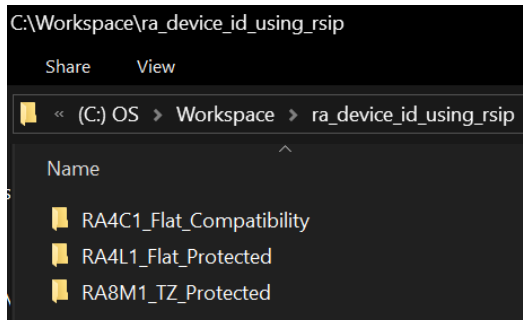 C:\Workspace\ra_device_id_using_rsip
Share View
« (C:) OS > Workspace > ra_device_id_using_rsip
Name
RA4C1_Flat_Compatibility
RA4L1_Flat_Protected
RA8M1_TZ_Protected